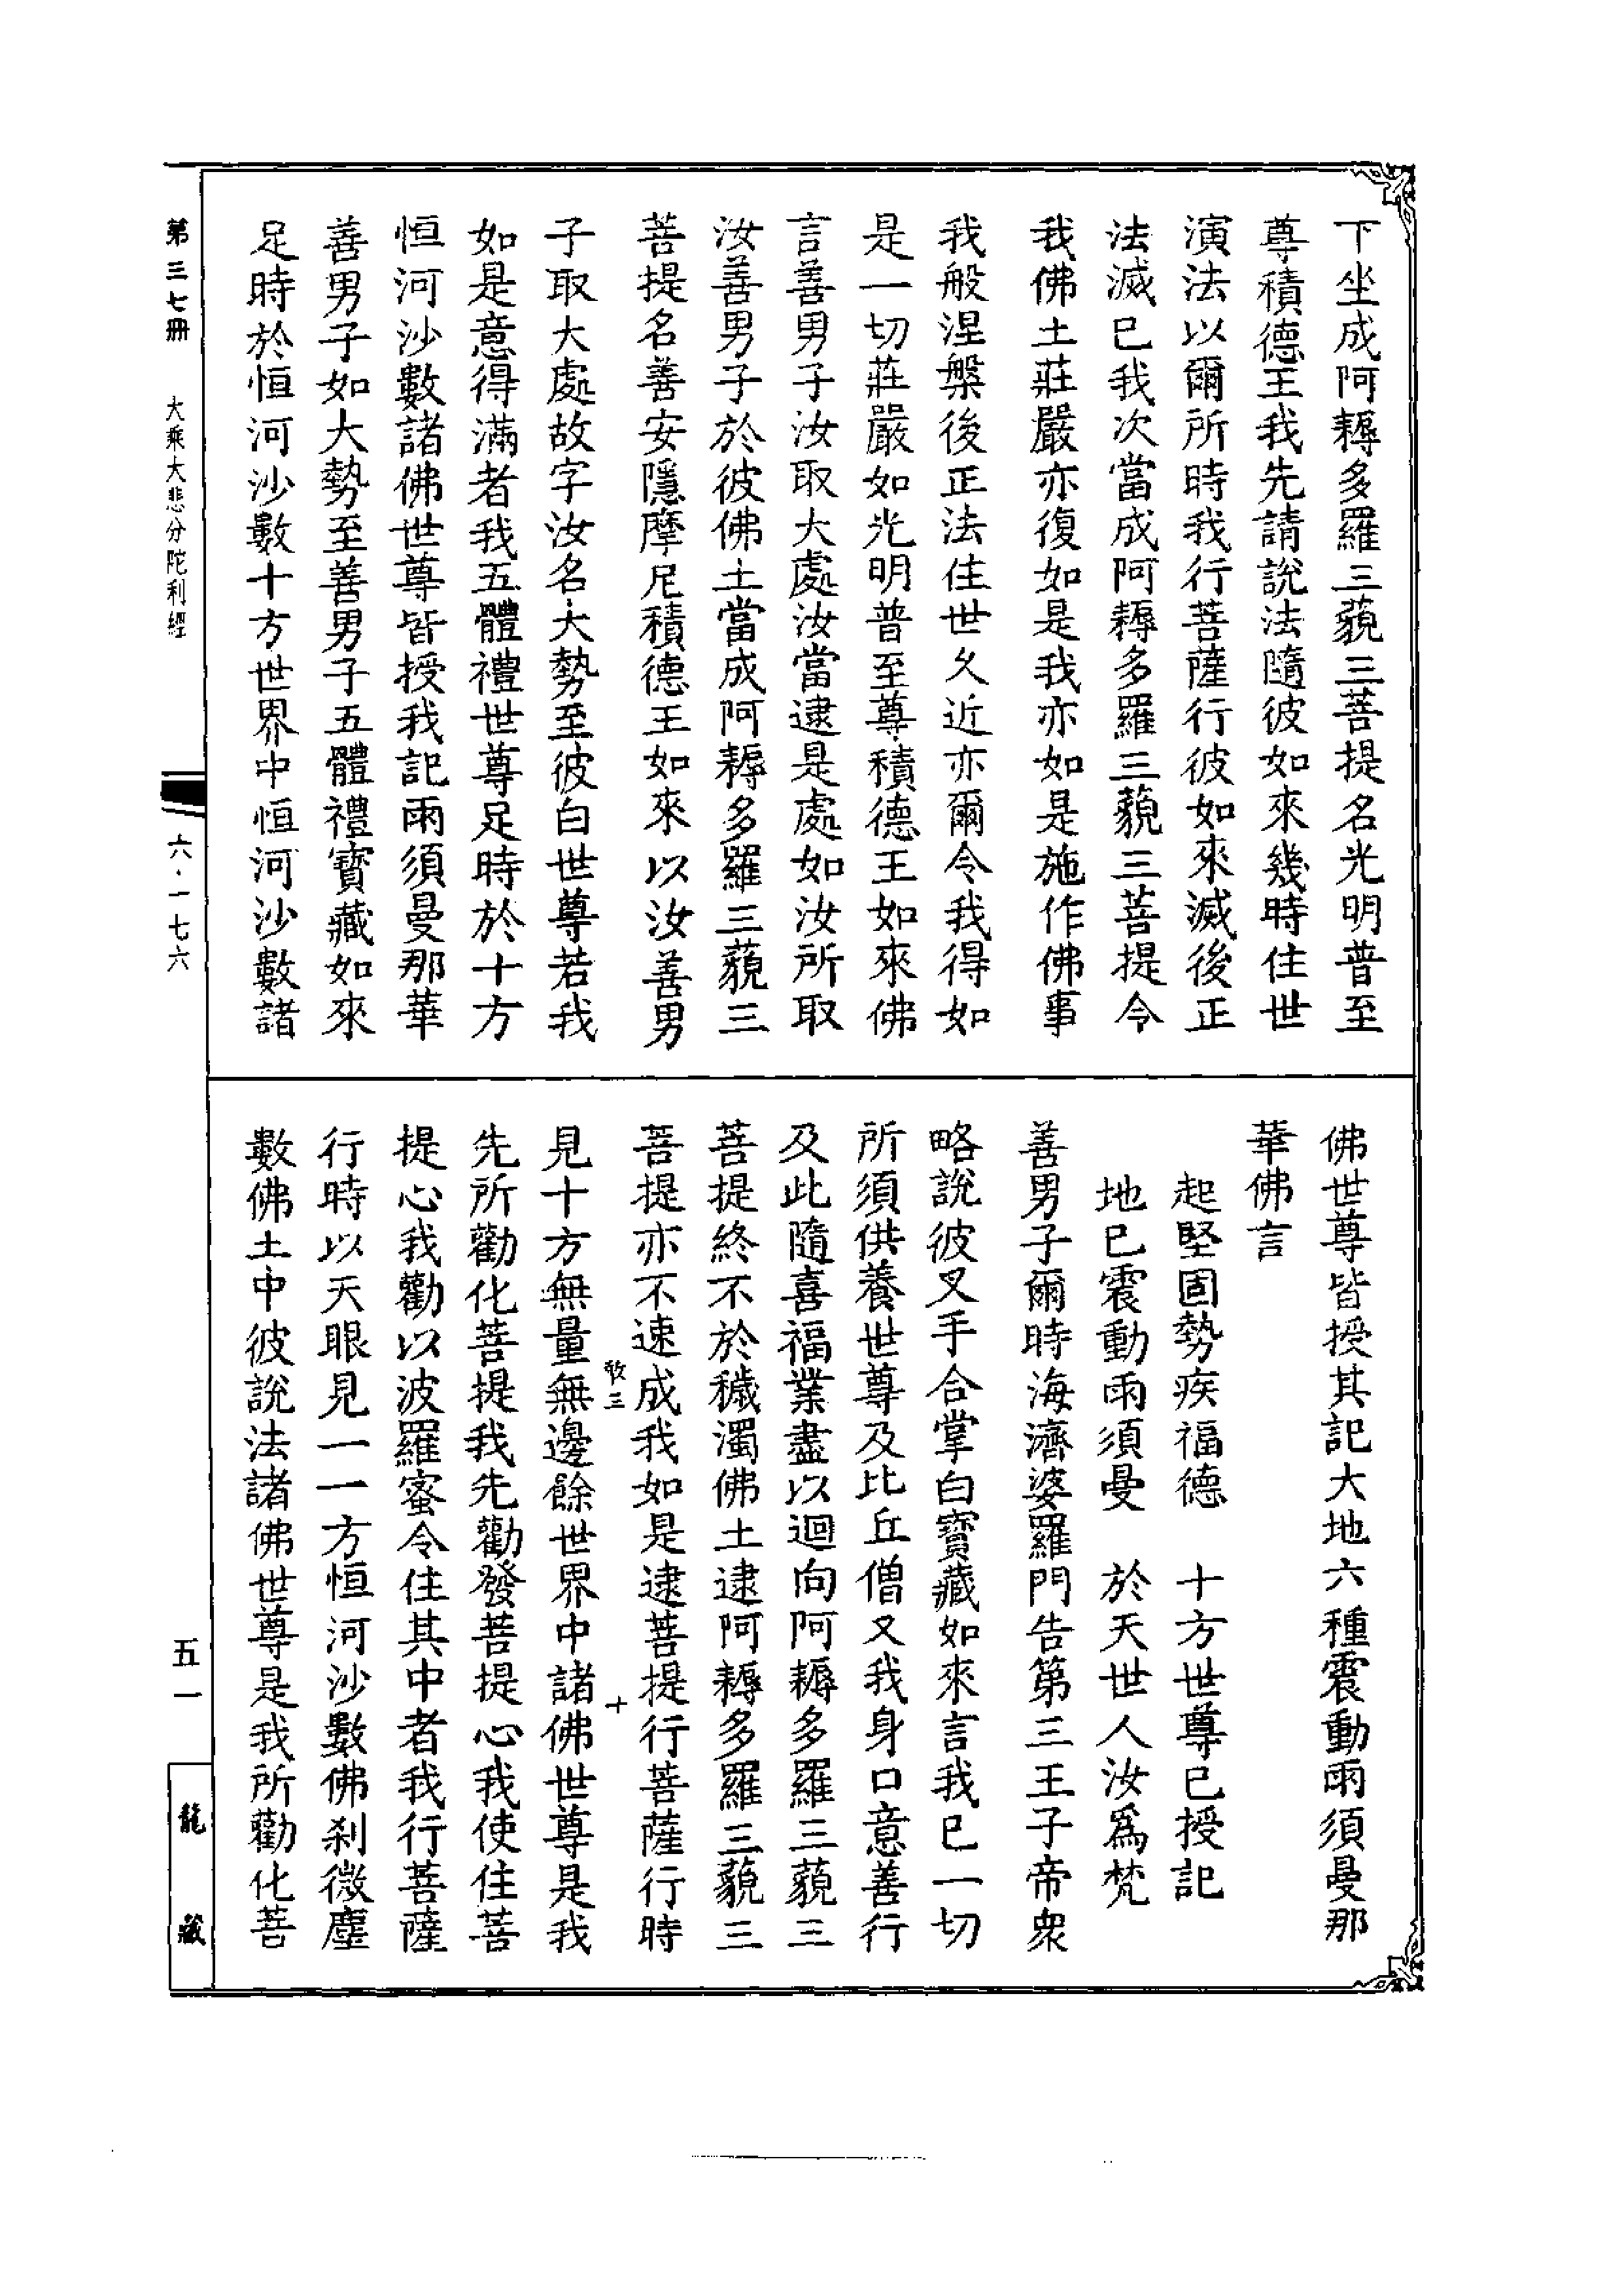 下坐成阿耨多羅三藐三菩提名光明普至
尊積德王我先請說法隨彼如來幾時住世
演法以爾所時我行菩薩行彼如來滅後正
法滅已我次當成阿耨多羅三藐三菩提令
我佛土莊嚴亦復如是我亦如是施作佛事
我般涅槃後正法住世久近亦爾令我得如
是一切莊嚴如光明普至尊積德王如來佛
言善男子汝取大處汝當逮是處如汝所取
汝善男子於彼佛土當成阿耨多羅三藐三
菩提名善安隱摩尼積德王如來以汝善男
子取大處故字汝名大勢至彼白世尊若我
如是意得滿者我五體禮世尊足時於十方
恒河沙數諸佛世尊皆授我記雨須曼那華
善男子如大勢至善男子五體禮寶藏如來
足時於恒河沙數十方世界中恒河沙數諸
佛世尊皆授其記大地六種震動雨須曼那
華佛言
起堅固勢疾福德　十方世尊已授記
地已震動雨須曼　於天世人汝為梵
善男子爾時海濟婆羅門告第三王子帝衆
略說彼叉手合掌白寶藏如來言我已一切
所須供養世尊及比丘僧又我身口意善行
及此隨喜福業盡以迴向阿耨多羅三藐三
菩提終不於穢濁佛土逮阿耨多羅三藐三
菩提亦不速成我如是逮菩提行菩薩行時
敢三　十
見十方無量無邊餘世界中諸佛世尊是我
先所勸化菩提我先勸發菩提心我使住菩
提心我勸以波羅蜜令住其中者我行菩薩
行時以天眼見一一方恒河沙數佛剎微塵
數佛土中彼說法諸佛世尊是我所勸化菩
第三七冊　大乘大悲分陀利經
六·一七六
五一
龍藏